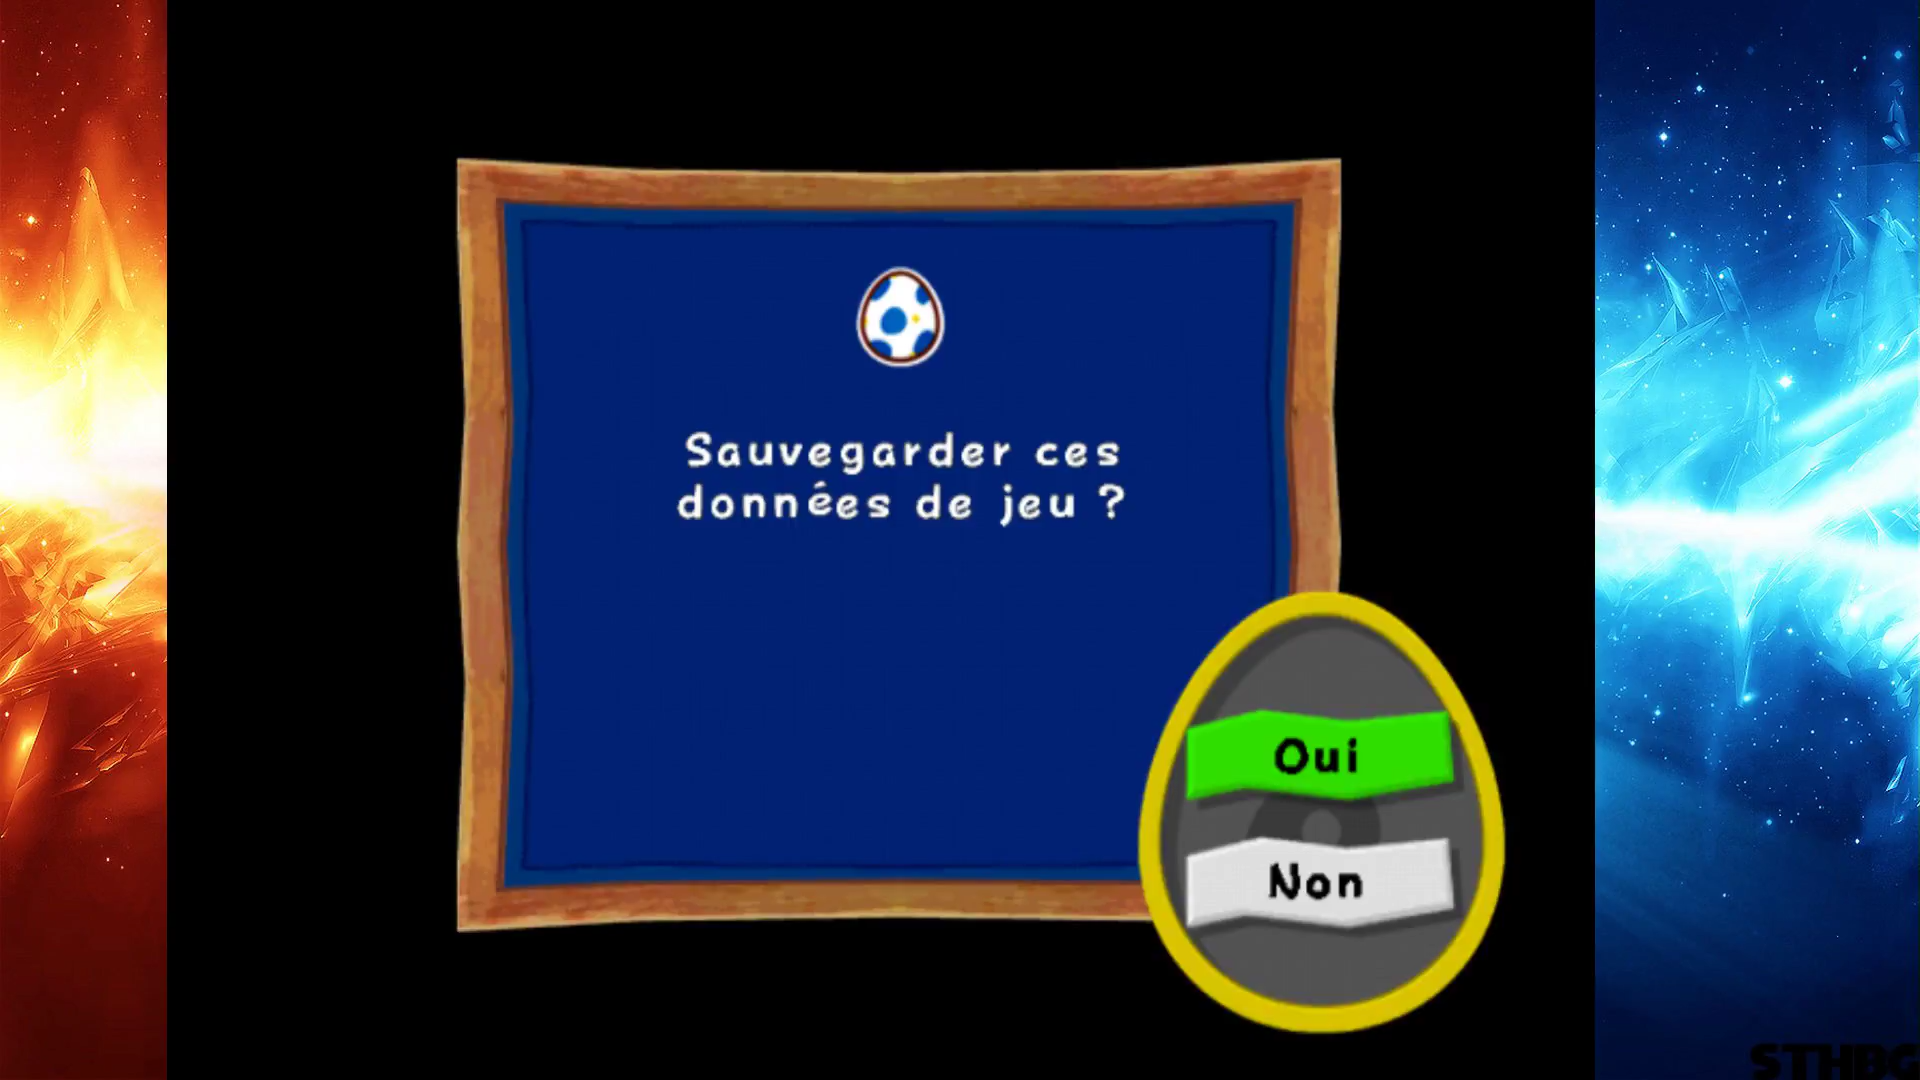 Sauvegarder ces
données de jeu ?
Oui
Non
STHBG